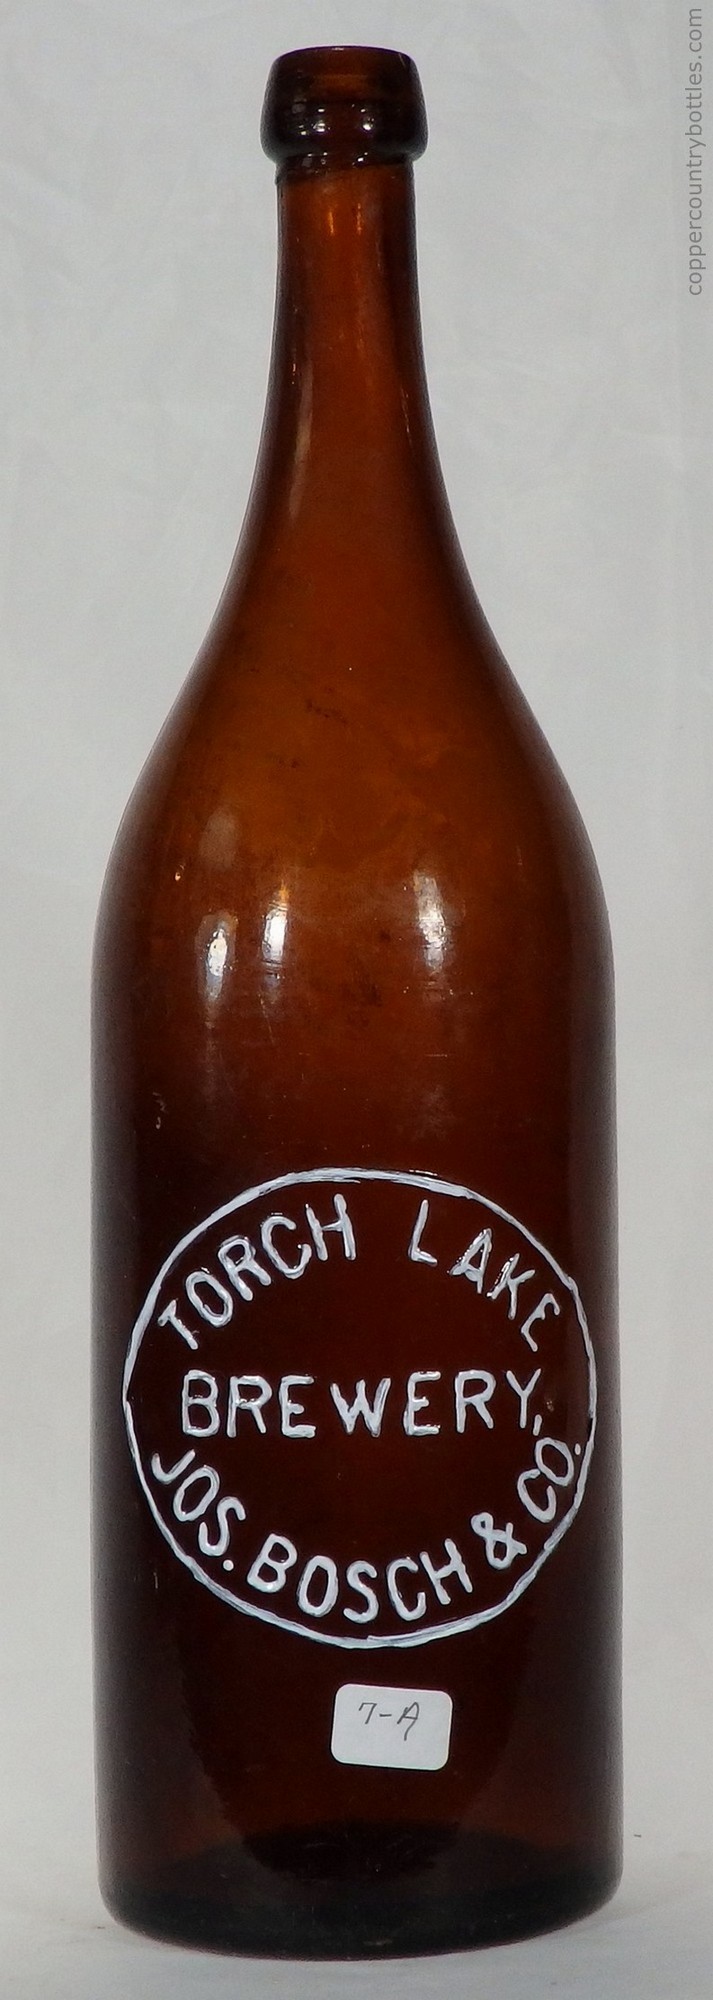 coppercountrybottles.com
TORCH LAKE
BREWERY,
JOS. BOSCH & CO.
7-A